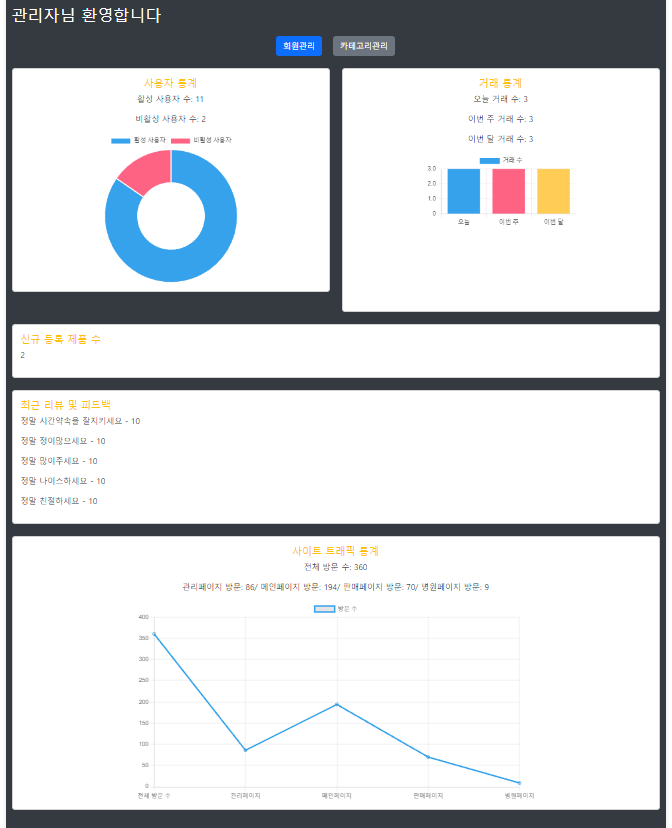 관리자님 환영합니다
회원관리 카테고리관리
사용자 통계
활성 사용자 수: 11
비활성 사용자 수: 2
활성 사용자 비활성 사용자
거래 통계
오늘 거래 수: 3
이번 주 거래 수: 3
이번 달 거래 수: 3
거래 수
3.0
2.0
1.0
0
오늘 이번 주 이번 달
신규 등록 제품 수
2
최근 리뷰 및 피드백
정말 시간약속을 잘지키세요 - 10
정말 정이많으세요 - 10
정말 많이주세요 - 10
정말 나이스하세요 - 10
정말 친절하세요 - 10
사이트 트래픽 통계
전체 방문 수: 360
관리페이지 방문: 86/ 메인페이지 방문: 194/ 판매페이지 방문: 70/ 병원페이지 방문: 9
방문 수
400
350
300
250
200
150
100
50
0
전체 방문 수 관리페이지 메인페이지 판매페이지 병원페이지